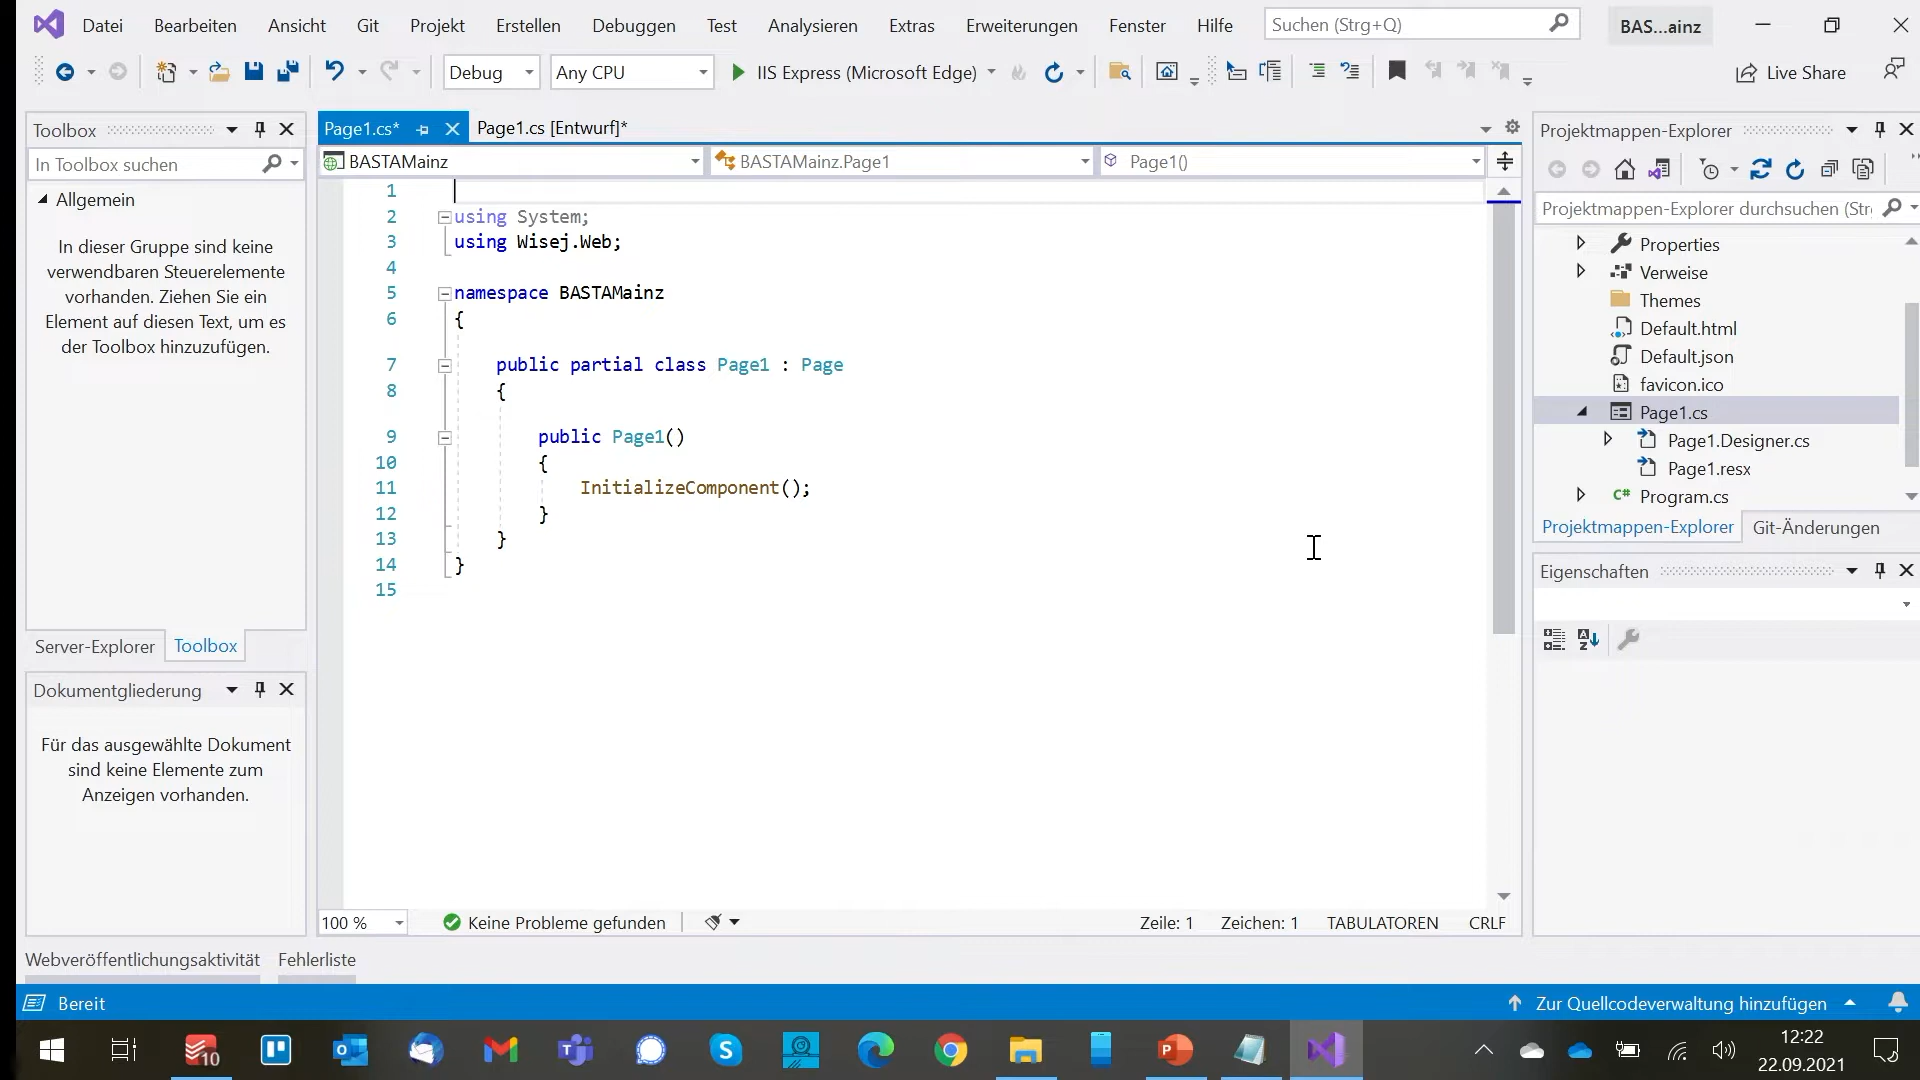 Datei Bearbeiten Ansicht Git Projekt Erstellen Debuggen Test Analysieren Extras Erweiterungen Fenster Hilfe Suchen (Strg+Q) BAS...ainz
Debug Any CPU IIS Express (Microsoft Edge) Live Share
Toolbox
In Toolbox suchen
Allgemein
In dieser Gruppe sind keine
verwendbaren Steuerelemente
vorhanden. Ziehen Sie ein
Element auf diesen Text, um es
der Toolbox hinzuzufügen.
Server-Explorer Toolbox
Dokumentgliederung
Für das ausgewählte Dokument
sind keine Elemente zum
Anzeigen vorhanden.
Page1.cs* Page1.cs [Entwurf]*
BASTAMainz BASTAMainz.Page1 Page1()
1
2 using System;
3 using Wisej.Web;
4
5 namespace BASTAMainz
6 {
7 public partial class Page1 : Page
8 {
9 public Page1()
10 {
11 InitializeComponent();
12 }
13 }
14 }
15
100 % Keine Probleme gefunden Zeile: 1 Zeichen: 1 TABULATOREN CRLF
Projektmappen-Explorer
Projektmappen-Explorer durchsuchen (Str
Properties
Verweise
Themes
Default.html
Default.json
favicon.ico
Page1.cs
Page1.Designer.cs
Page1.resx
C# Program.cs
Projektmappen-Explorer Git-Änderungen
Eigenschaften
Webveröffentlichungsaktivität Fehlerliste
Bereit Zur Quellcodeverwaltung hinzufügen
10
12:22
22.09.2021